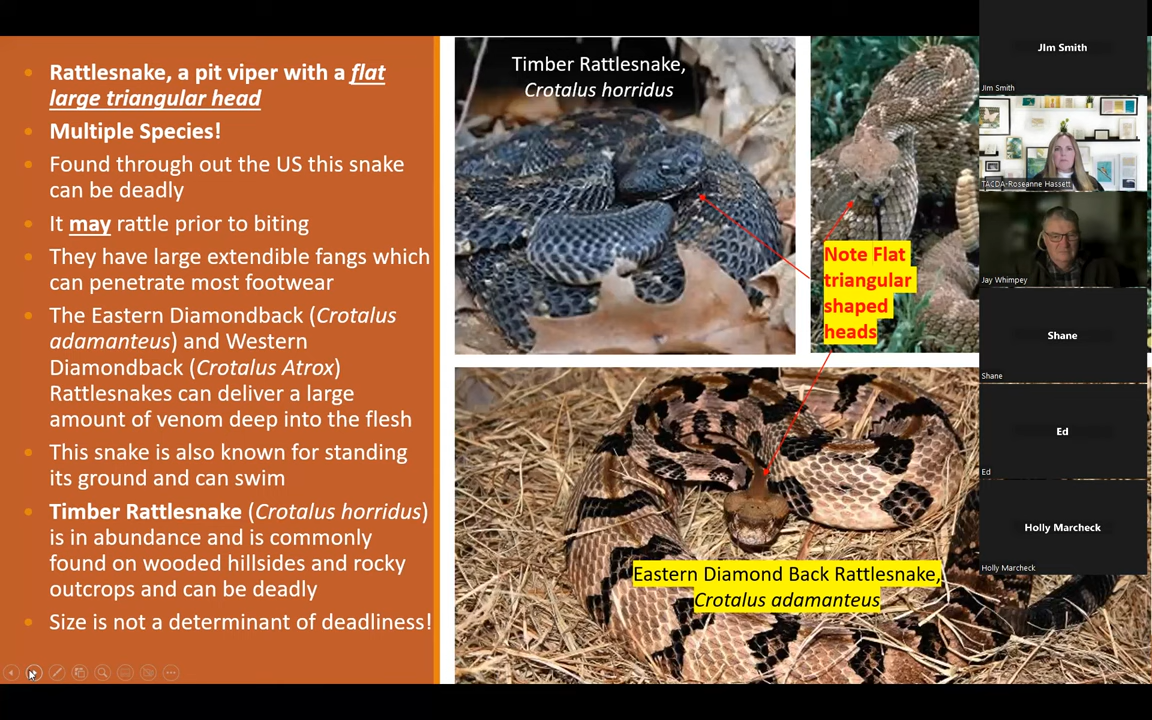 Rattlesnake, a pit viper with a flat
large triangular head
Multiple Species!
Found through out the US this snake
can be deadly
It may rattle prior to biting
They have large extendible fangs which
can penetrate most footwear
The Eastern Diamondback (Crotalus
adamanteus) and Western
Diamondback (Crotalus Atrox)
Rattlesnakes can deliver a large
amount of venom deep into the flesh
This snake is also known for standing
its ground and can swim
Timber Rattlesnake (Crotalus horridus)
is in abundance and is commonly
found on wooded hillsides and rocky
outcrops and can be deadly
Size is not a determinant of deadliness!
Timber Rattlesnake,
Crotalus horridus
Note Flat
triangular
shaped
heads
Eastern Diamond Back Rattlesnake,
Crotalus adamanteus
JIm Smith
JIm Smith
TACDA-Roseanne Hassett
Jay Whimpey
Shane
Shane
Ed
Ed
Holly Marcheck
Holly Marcheck